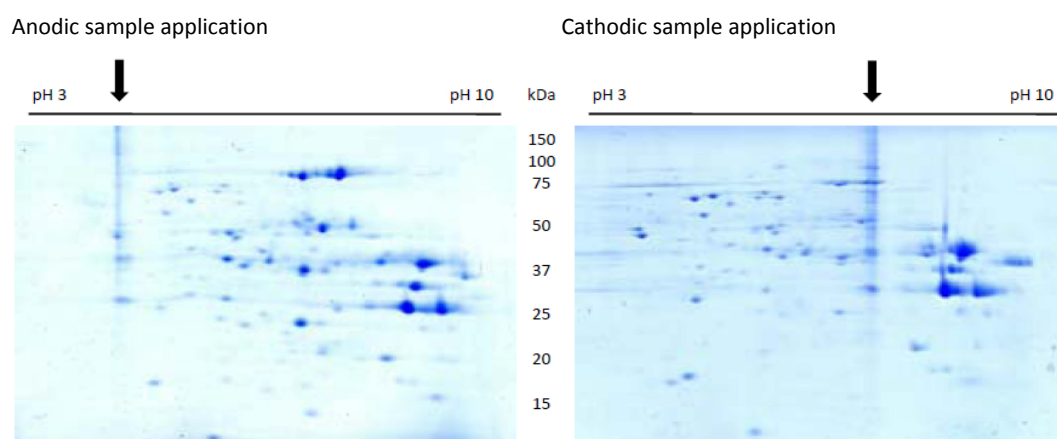 Anodic sample application
Cathodic sample application
pH 3
pH 10
kDa
pH 3
pH 10
150
100
75
50
37
25
20
15